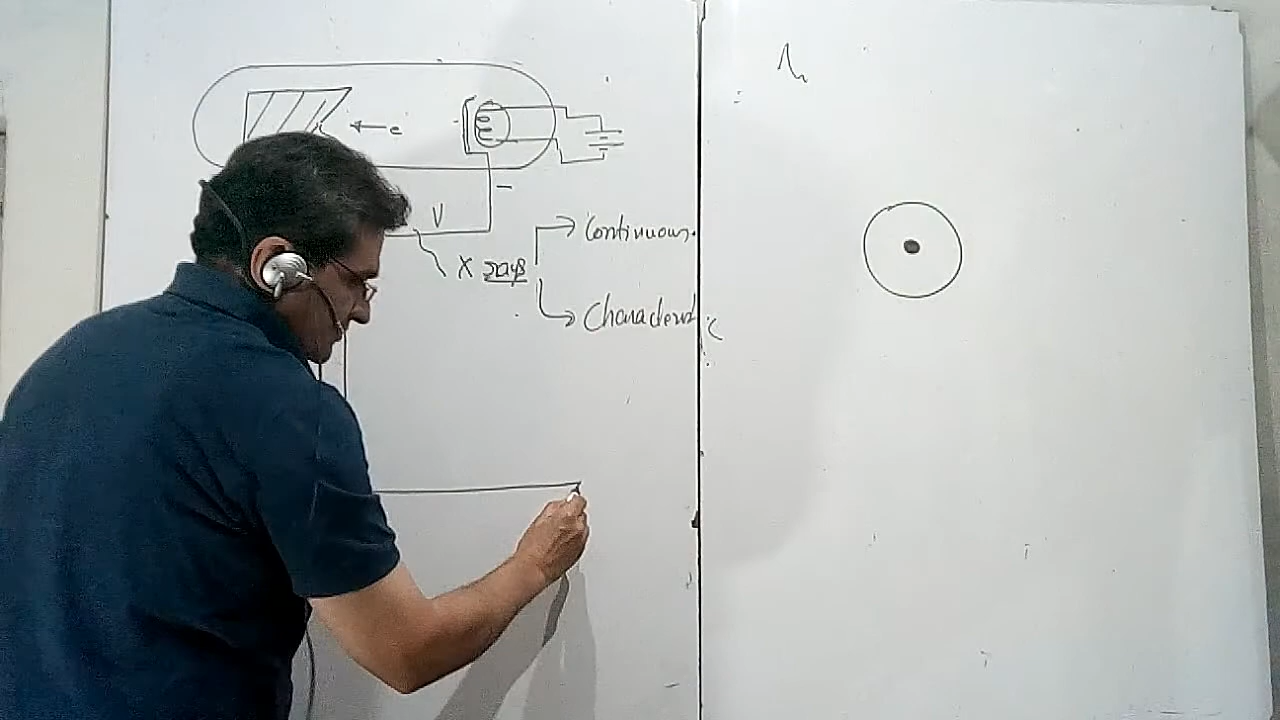 e
–
V
Continuous.
X rays
Characteristic